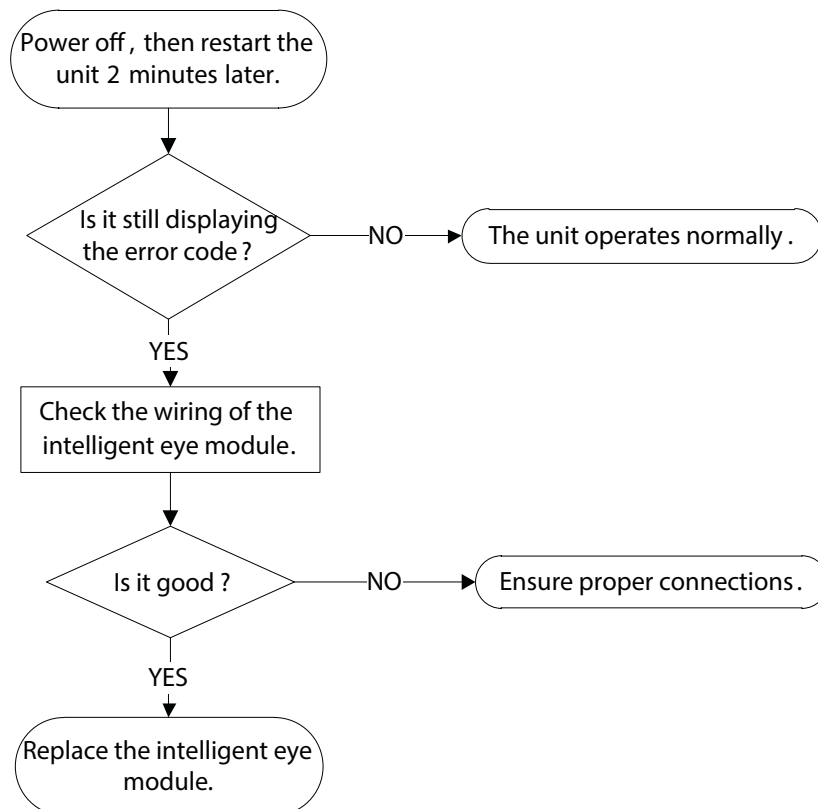 Power off, then restart the
unit 2 minutes later.
Is it still displaying
the error code?
NO
The unit operates normally.
YES
Check the wiring of the
intelligent eye module.
Is it good?
NO
Ensure proper connections.
YES
Replace the intelligent eye
module.